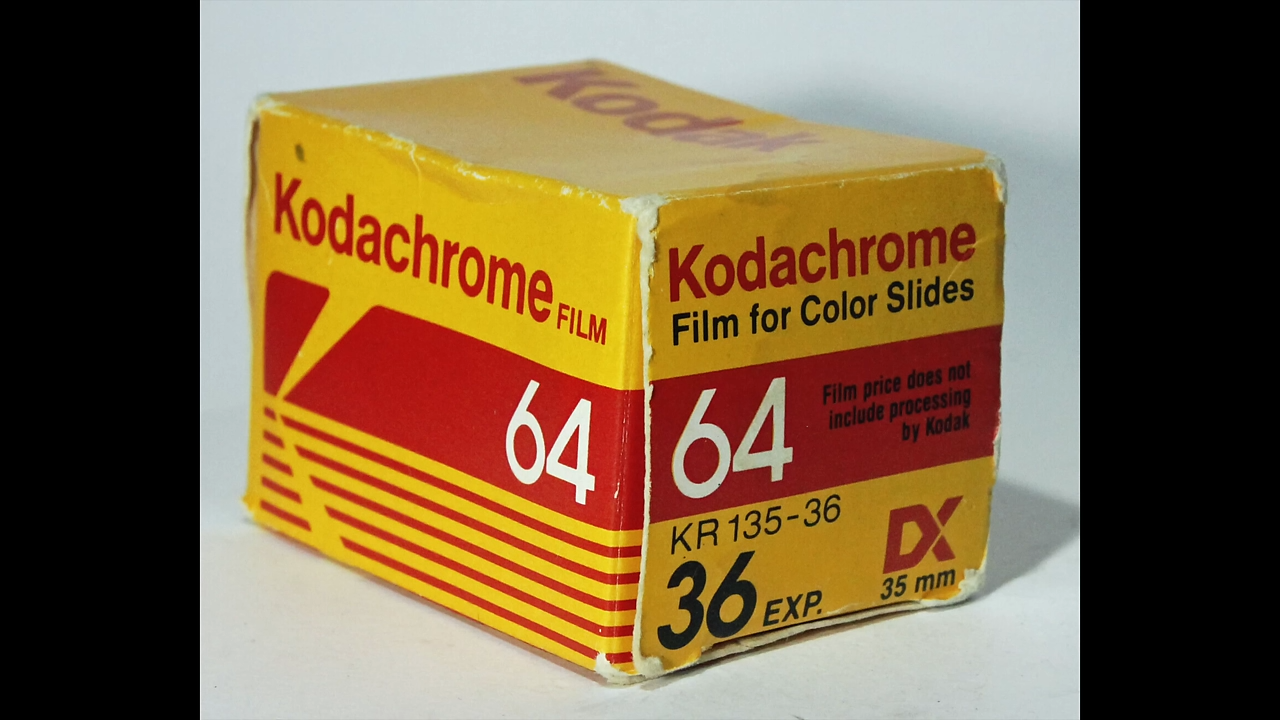 Kodak
Kodachrome FILM
64
Kodachrome
Film for Color Slides
64
Film price does not
include processing
by Kodak
KR 135-36
36 EXP.
DX
35 mm